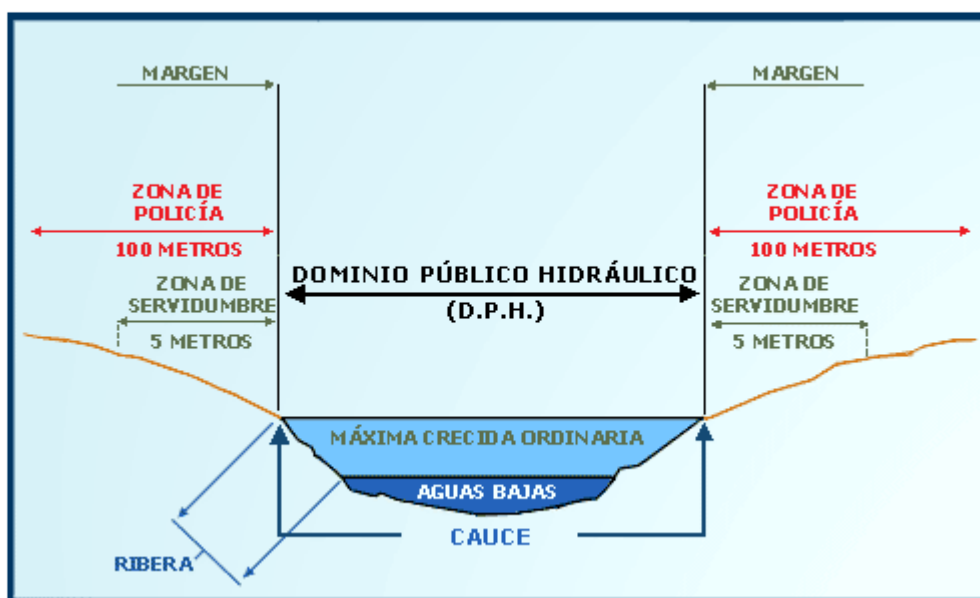 MARGEN
MARGEN
ZONA DE
POLICÍA
100 METROS
ZONA DE
POLICÍA
100 METROS
ZONA DE
SERVIDUMBRE
5 METROS
DOMINIO PÚBLICO HIDRÁULICO
(D.P.H.)
ZONA DE
SERVIDUMBRE
5 METROS
MÁXIMA CRECIDA ORDINARIA
AGUAS BAJAS
CAUCE
RIBERA